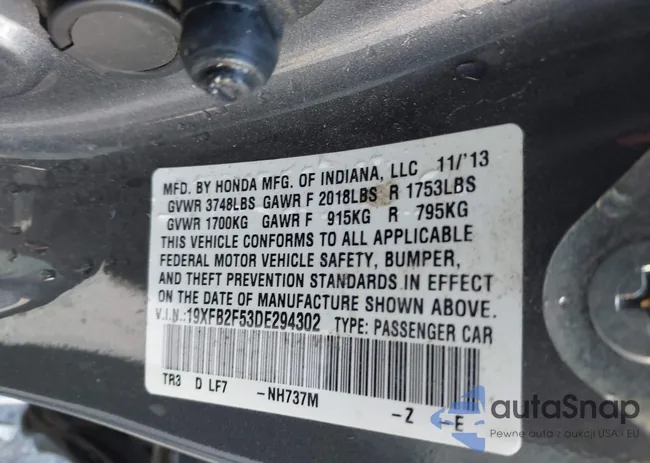 MFD. BY HONDA MFG. OF INDIANA, LLC 11/'13
GVWR 3748LBS GAWR F 2018LBS R 1753LBS
GVWR 1700KG GAWR F 915KG R 795KG
THIS VEHICLE CONFORMS TO ALL APPLICABLE
FEDERAL MOTOR VEHICLE SAFETY, BUMPER,
AND THEFT PREVENTION STANDARDS IN EFFECT
ON THE DATE OF MANUFACTURE SHOWN ABOVE.
V.I.N.:19XFB2F53DE294302 TYPE: PASSENGER CAR
TR3 D LF7 -NH737M -Z -E
autaSnap
Pewne auta z aukcji USA i EU